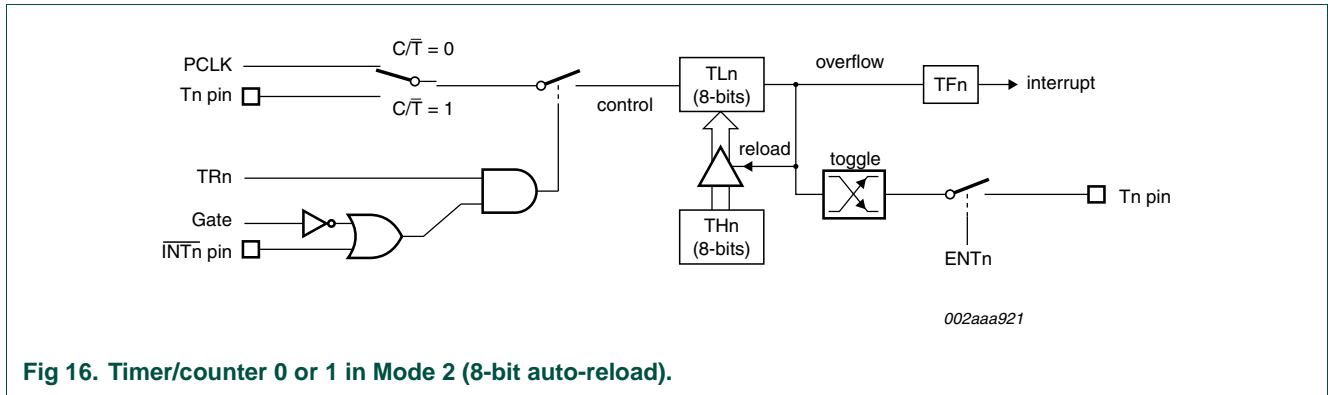 C/T̅ = 0
PCLK
Tn pin
C/T̅ = 1
control
TLn
(8-bits)
overflow
TFn
interrupt
reload
toggle
TRn
Gate
I̅N̅T̅n̅ pin
THn
(8-bits)
Tn pin
ENTn
002aaa921
Fig 16. Timer/counter 0 or 1 in Mode 2 (8-bit auto-reload).